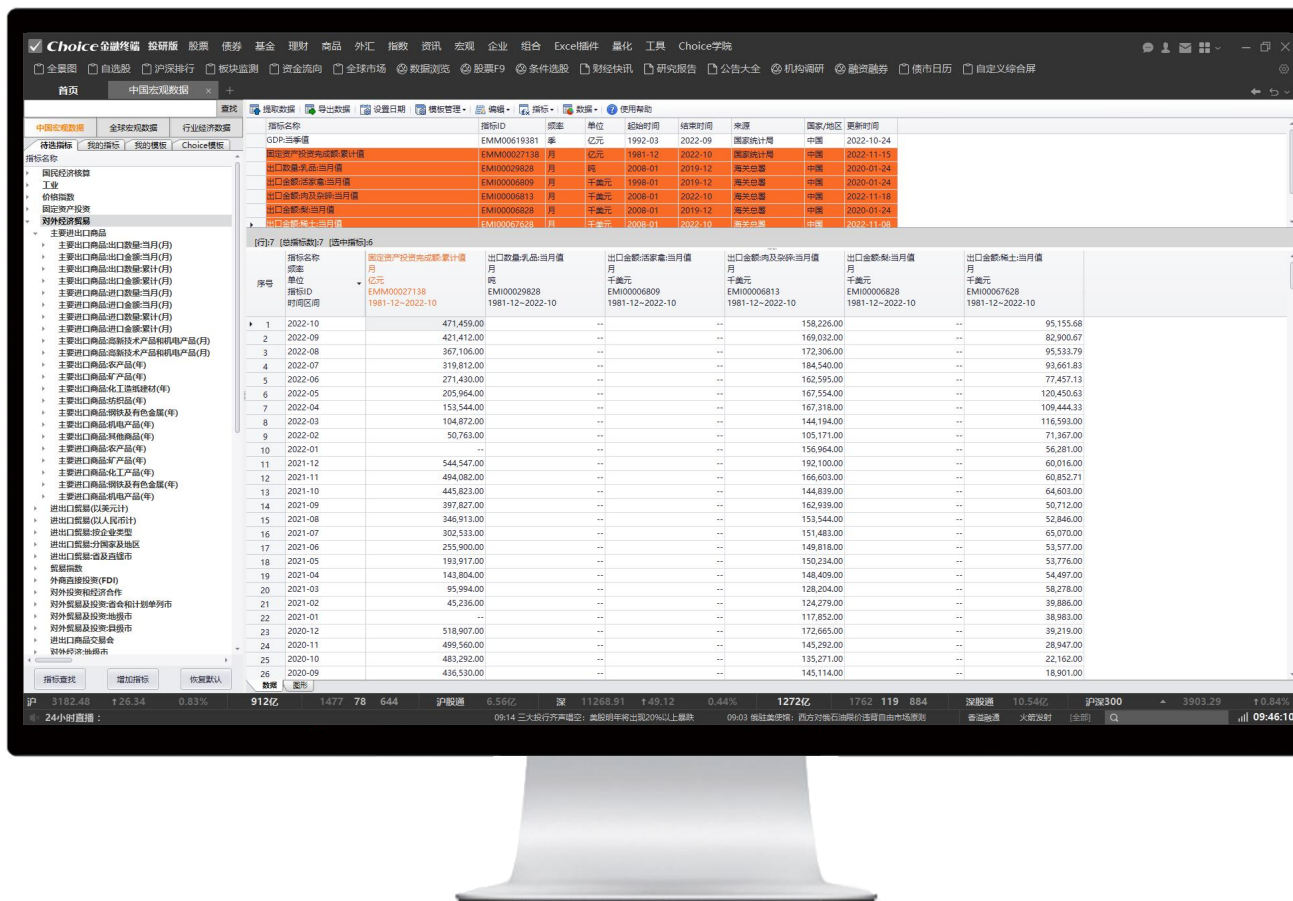 Choice金融终端 投研版 股票 债券 基金 理财 商品 外汇 指数 资讯 宏观 企业 组合 Excel插件 量化 工具 Choice学院
全景图 自选股 沪深排行 板块监测 资金流向 全球市场 数据浏览 股票F9 条件选股 财经快讯 研究报告 公告大全 机构调研 融资融券 债市日历 自定义综合屏
首页 中国宏观数据 × +
查找 提取数据 导出数据 设置日期 模板管理 编辑 指标 数据 使用帮助
中国宏观数据 全球宏观数据 行业经济数据
待选指标 我的指标 我的模板 Choice模板
指标名称
国民经济核算
工业
价格指数
固定资产投资
对外经济贸易
主要进出口商品
主要出口商品:出口数量:当月(月)
主要出口商品:出口金额:当月(月)
主要出口商品:出口数量:累计(月)
主要出口商品:出口金额:累计(月)
主要进口商品:进口数量:当月(月)
主要进口商品:进口金额:当月(月)
主要进口商品:进口数量:累计(月)
主要进口商品:进口金额:累计(月)
主要出口商品:高新技术产品和机电产品(月)
主要进口商品:高新技术产品和机电产品(月)
主要出口商品:农产品(年)
主要出口商品:矿产品(年)
主要出口商品:化工造纸建材(年)
主要出口商品:纺织品(年)
主要出口商品:钢铁及有色金属(年)
主要出口商品:机电产品(年)
主要出口商品:其他商品(年)
主要进口商品:农产品(年)
主要进口商品:矿产品(年)
主要进口商品:化工产品(年)
主要进口商品:钢铁及有色金属(年)
主要进口商品:机电产品(年)
进出口贸易(以美元计)
进出口贸易(以人民币计)
进出口贸易:按企业类型
进出口贸易:分国家及地区
进出口贸易:省及直辖市
贸易指数
外商直接投资(FDI)
对外投资和经济合作
对外贸易及投资:省会和计划单列市
对外贸易及投资:地级市
对外贸易及投资:县级市
进出口商品交易会
对外经济:地级市
指标查找 增加指标 恢复默认
指标名称 指标ID 频率 单位 起始时间 结束时间 来源 国家/地区 更新时间
GDP:当季值 EMM00619381 季 亿元 1992-03 2022-09 国家统计局 中国 2022-10-24
固定资产投资完成额:累计值 EMM00027138 月 亿元 1981-12 2022-10 国家统计局 中国 2022-11-15
出口数量:乳品:当月值 EMI00029828 月 吨 2008-01 2019-12 海关总署 中国 2020-01-24
出口金额:活家禽:当月值 EMI00006809 月 千美元 1998-01 2019-12 海关总署 中国 2020-01-24
出口金额:肉及杂碎:当月值 EMI00006813 月 千美元 2008-01 2022-10 海关总署 中国 2022-11-18
出口金额:梨:当月值 EMI00006828 月 千美元 2008-01 2019-12 海关总署 中国 2020-01-24
出口金额:稀土:当月值 EMI00067628 月 千美元 2008-01 2022-10 海关总署 中国 2022-11-08
[行]:7 [总指标数]:7 [选中指标]:6
序号 指标名称 固定资产投资完成额:累计值 出口数量:乳品:当月值 出口金额:活家禽:当月值 出口金额:肉及杂碎:当月值 出口金额:梨:当月值 出口金额:稀土:当月值
频率 月 月 月 月 月 月
单位 亿元 吨 千美元 千美元 千美元 千美元
指标ID EMM00027138 EMI00029828 EMI00006809 EMI00006813 EMI00006828 EMI00067628
时间区间 1981-12~2022-10 1981-12~2022-10 1981-12~2022-10 1981-12~2022-10 1981-12~2022-10 1981-12~2022-10
1 2022-10 471,459.00 -- -- 158,226.00 -- 95,155.68
2 2022-09 421,412.00 -- -- 169,032.00 -- 82,900.67
3 2022-08 367,106.00 -- -- 172,306.00 -- 95,533.79
4 2022-07 319,812.00 -- -- 184,540.00 -- 93,661.83
5 2022-06 271,430.00 -- -- 162,595.00 -- 77,457.13
6 2022-05 205,964.00 -- -- 167,554.00 -- 120,450.63
7 2022-04 153,544.00 -- -- 167,318.00 -- 109,444.33
8 2022-03 104,872.00 -- -- 144,194.00 -- 116,593.00
9 2022-02 50,763.00 -- -- 105,171.00 -- 71,367.00
10 2022-01 -- -- -- 156,964.00 -- 56,281.00
11 2021-12 544,547.00 -- -- 192,100.00 -- 60,016.00
12 2021-11 494,082.00 -- -- 166,603.00 -- 60,852.71
13 2021-10 445,823.00 -- -- 144,839.00 -- 64,603.00
14 2021-09 397,827.00 -- -- 162,939.00 -- 50,712.00
15 2021-08 346,913.00 -- -- 153,544.00 -- 52,846.00
16 2021-07 302,533.00 -- -- 151,483.00 -- 65,070.00
17 2021-06 255,900.00 -- -- 149,818.00 -- 53,577.00
18 2021-05 193,917.00 -- -- 150,234.00 -- 53,776.00
19 2021-04 143,804.00 -- -- 148,409.00 -- 54,497.00
20 2021-03 95,994.00 -- -- 128,204.00 -- 58,278.00
21 2021-02 45,236.00 -- -- 124,279.00 -- 39,886.00
22 2021-01 -- -- -- 117,852.00 -- 38,983.00
23 2020-12 518,907.00 -- -- 172,665.00 -- 39,219.00
24 2020-11 499,560.00 -- -- 145,292.00 -- 28,947.00
25 2020-10 483,292.00 -- -- 135,271.00 -- 22,162.00
26 2020-09 436,530.00 -- -- 145,114.00 -- 18,901.00
数据 图形
沪 3182.48 ↑26.34 0.83% 912亿 1477 78 644 沪股通 6.56亿 深 11268.91 ↑49.12 0.44% 1272亿 1762 119 884 深股通 10.54亿 沪深300 3903.29 ↑0.84%
24小时直播: 09:14 三大投行齐声唱空:美股明年将出现20%以上暴跌 09:03 俄驻美使馆:西方对俄石油限价违背自由市场原则 香溢融通 火箭发射 [全部] 09:46:10